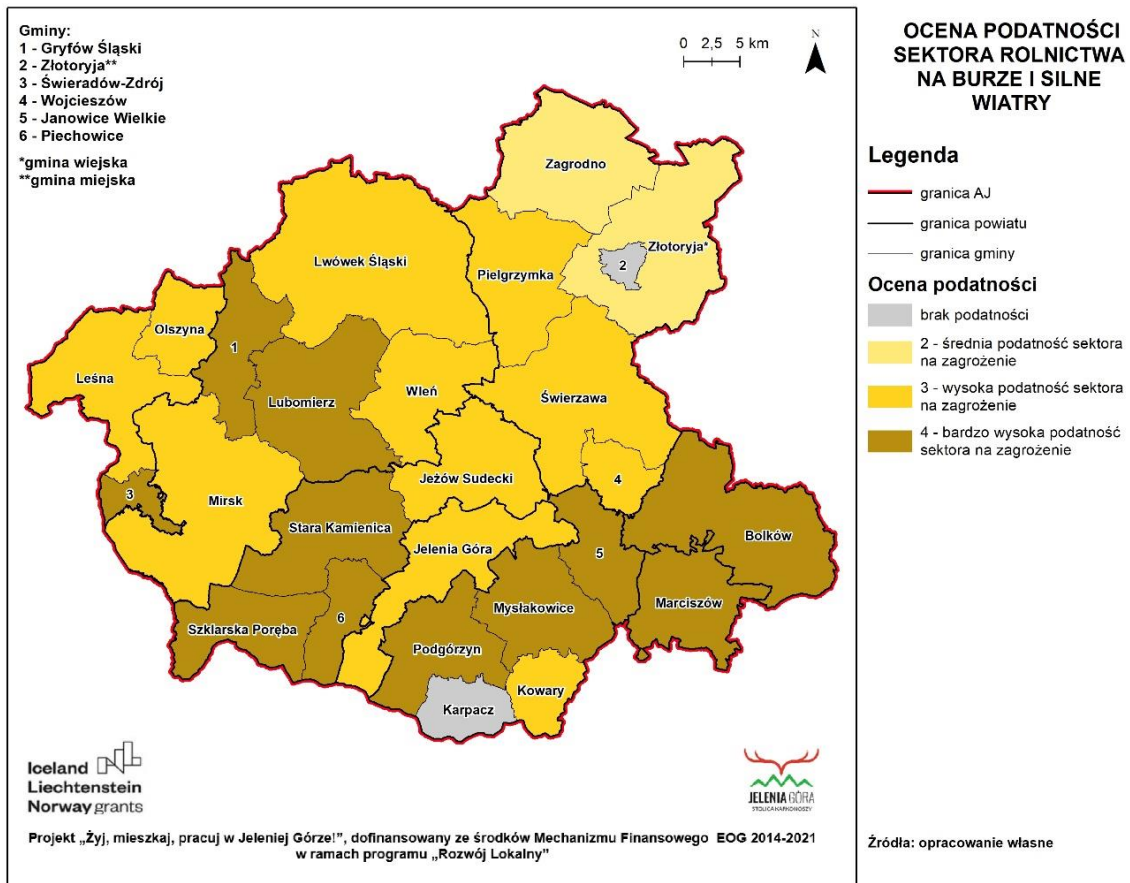 Gminy:
1 - Gryfów Śląski
2 - Złotoryja**
3 - Świeradów-Zdrój
4 - Wojcieszów
5 - Janowice Wielkie
6 - Piechowice
*gmina wiejska
**gmina miejska
0 2,5 5 km
N
Zagrodno
Złotoryja*
2
Lwówek Śląski
Pielgrzymka
Olszyna
1
Leśna
Lubomierz
Wleń
Świerzawa
Jeżów Sudecki
4
3
Mirsk
Stara Kamienica
Jelenia Góra
5
Bolków
Mysłakowice
Marciszów
6
Szklarska Poręba
Podgórzyn
Kowary
Karpacz
Iceland
Liechtenstein
Norway grants
JELENIA GÓRA
STOLICA KARKONOSZY
Projekt „Żyj, mieszkaj, pracuj w Jeleniej Górze!”, dofinansowany ze środków Mechanizmu Finansowego EOG 2014-2021
w ramach programu „Rozwój Lokalny”
OCENA PODATNOŚCI
SEKTORA ROLNICTWA
NA BURZE I SILNE
WIATRY
Legenda
granica AJ
granica powiatu
granica gminy
Ocena podatności
brak podatności
2 - średnia podatność sektora
na zagrożenie
3 - wysoka podatność sektora
na zagrożenie
4 - bardzo wysoka podatność
sektora na zagrożenie
Źródła: opracowanie własne